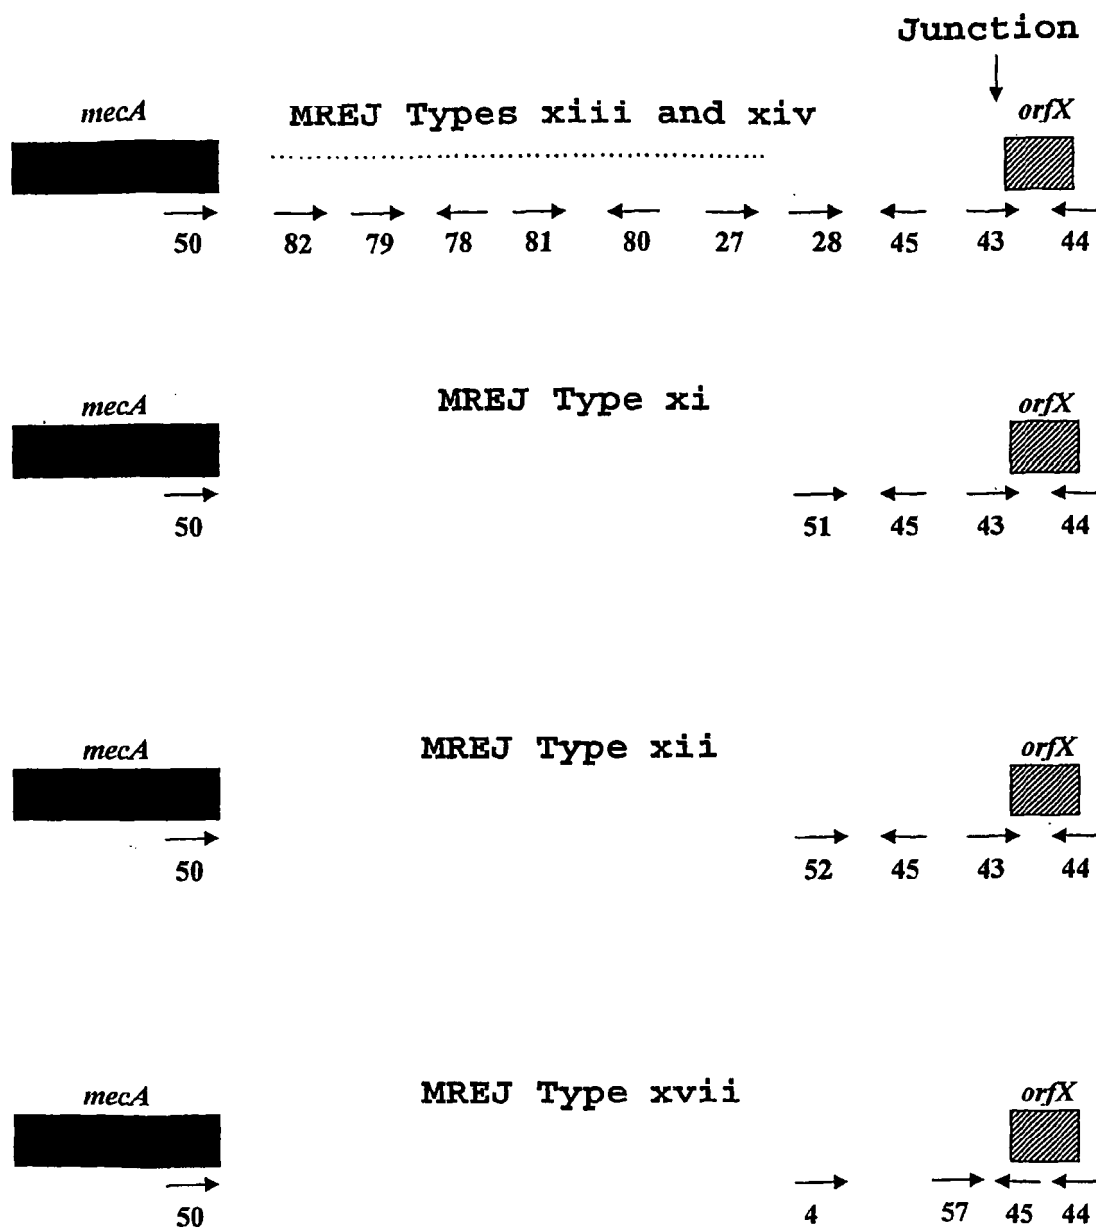 Junction
mecA MREJ Types xiii and xiv orfX
50 82 79 78 81 80 27 28 45 43 44
mecA MREJ Type xi orfX
50 51 45 43 44
mecA MREJ Type xii orfX
50 52 45 43 44
mecA MREJ Type xvii orfX
50 4 57 45 44